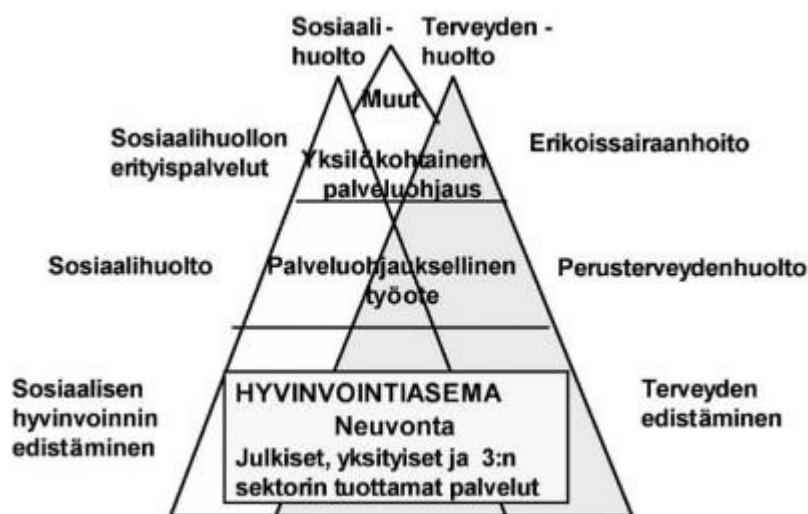 Sosiaali-
huolto
Terveyden -
huolto
Muut
Sosiaalihuollon
erityispalvelut
Yksilökohtainen
palveluohjaus
Erikoissairaanhoito
Sosiaalihuolto
Palveluohjauksellinen
työote
Perusterveydenhuolto
Sosiaalisen
hyvinvoinnin
edistäminen
HYVINVOINTIASEMA
Neuvonta
Julkiset, yksityiset ja 3:n
sektorin tuottamat palvelut
Terveyden
edistäminen